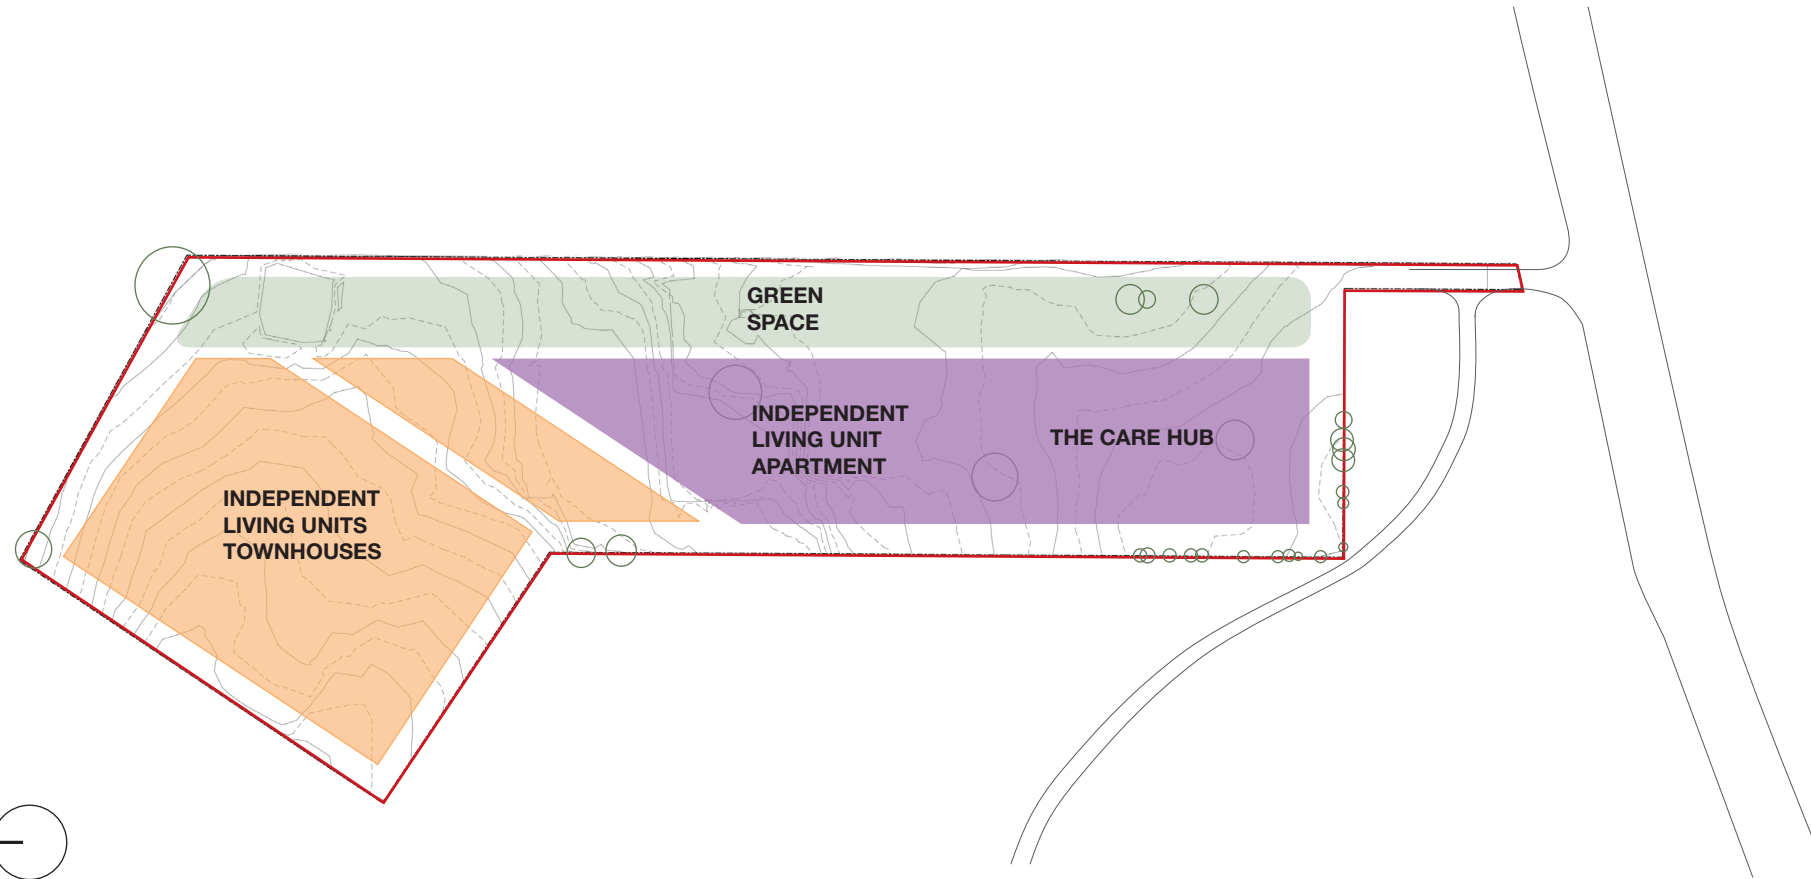 GREEN
SPACE
INDEPENDENT
LIVING UNIT
APARTMENT
THE CARE HUB
INDEPENDENT
LIVING UNITS
TOWNHOUSES